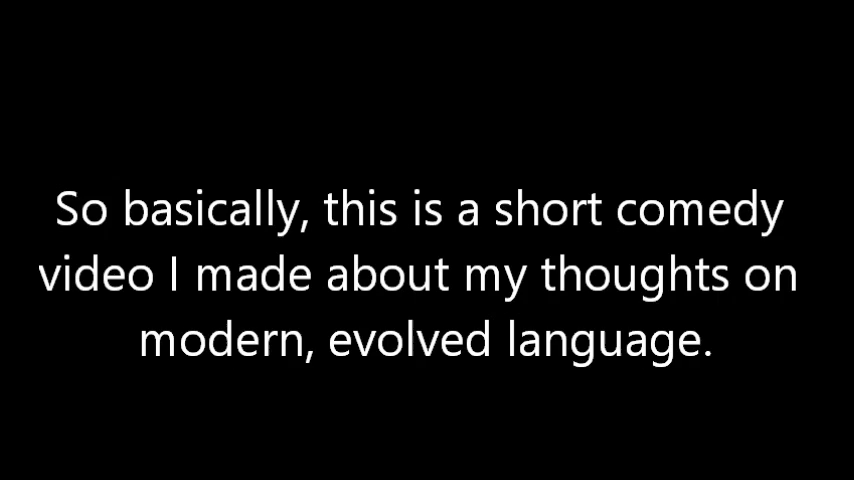 So basically, this is a short comedy
video I made about my thoughts on
modern, evolved language.